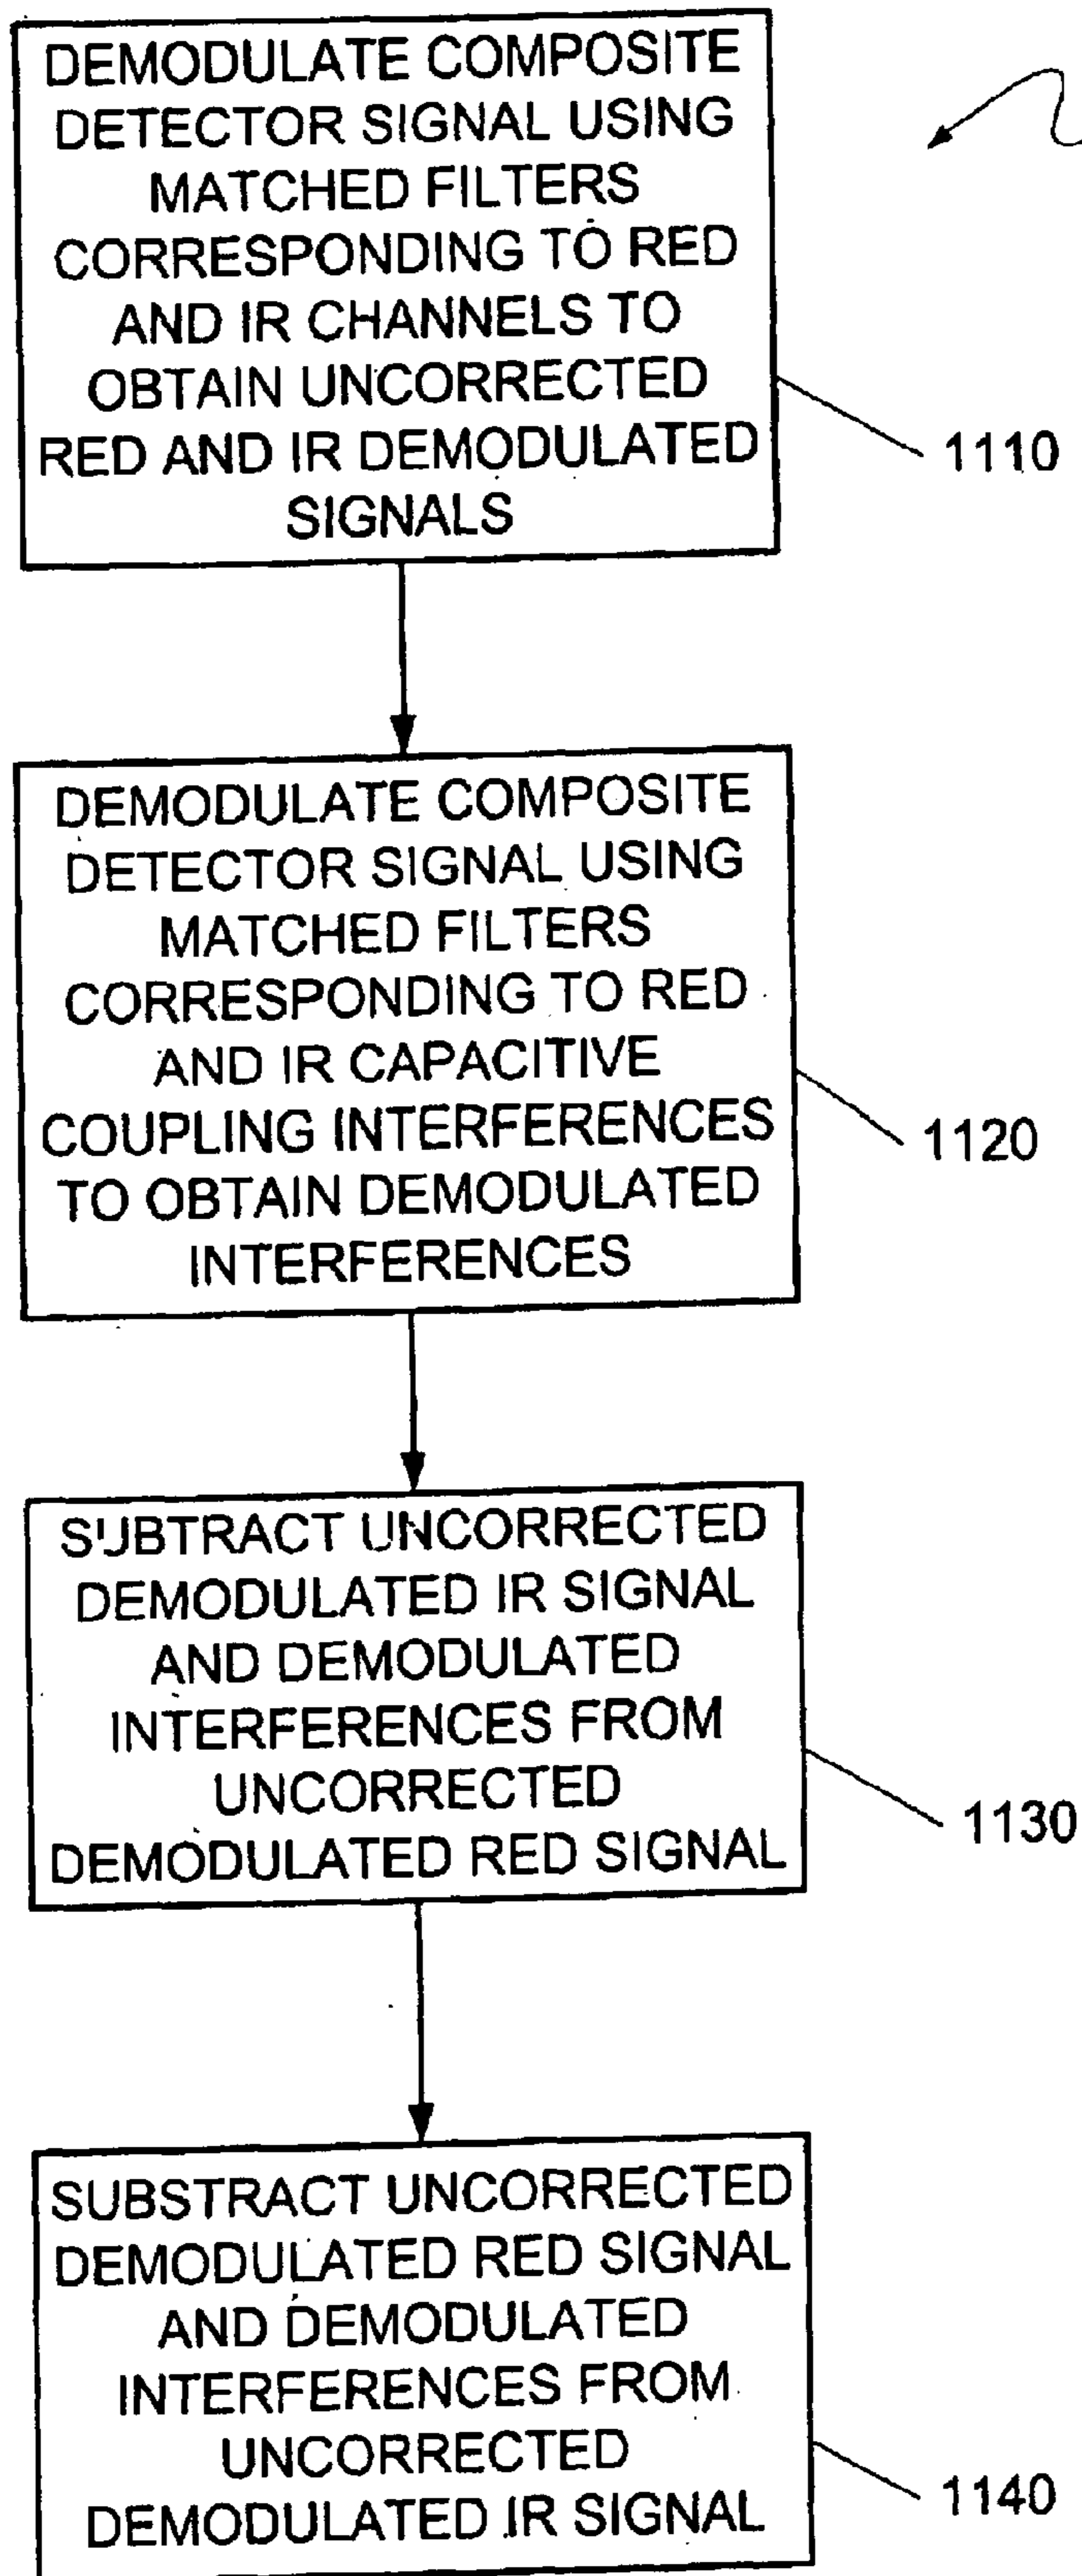 DEMODULATE COMPOSITE
DETECTOR SIGNAL USING
MATCHED FILTERS
CORRESPONDING TO RED
AND IR CHANNELS TO
OBTAIN UNCORRECTED
RED AND IR DEMODULATED
SIGNALS
1110
DEMODULATE COMPOSITE
DETECTOR SIGNAL USING
MATCHED FILTERS
CORRESPONDING TO RED
AND IR CAPACITIVE
COUPLING INTERFERENCES
TO OBTAIN DEMODULATED
INTERFERENCES
1120
SUBTRACT UNCORRECTED
DEMODULATED IR SIGNAL
AND DEMODULATED
INTERFERENCES FROM
UNCORRECTED
DEMODULATED RED SIGNAL
1130
SUBSTRACT UNCORRECTED
DEMODULATED RED SIGNAL
AND DEMODULATED
INTERFERENCES FROM
UNCORRECTED
DEMODULATED IR SIGNAL
1140